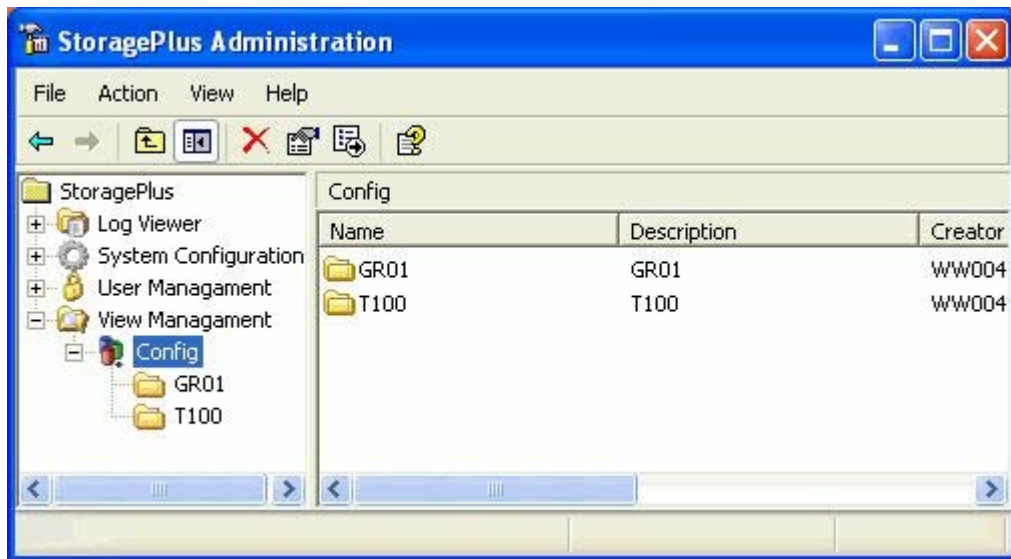 StoragePlus Administration
File Action View Help
StoragePlus
Log Viewer
System Configuration
User Managament
View Managament
Config
GR01
T100
Config
Name Description Creator
GR01 GR01 WW004
T100 T100 WW004